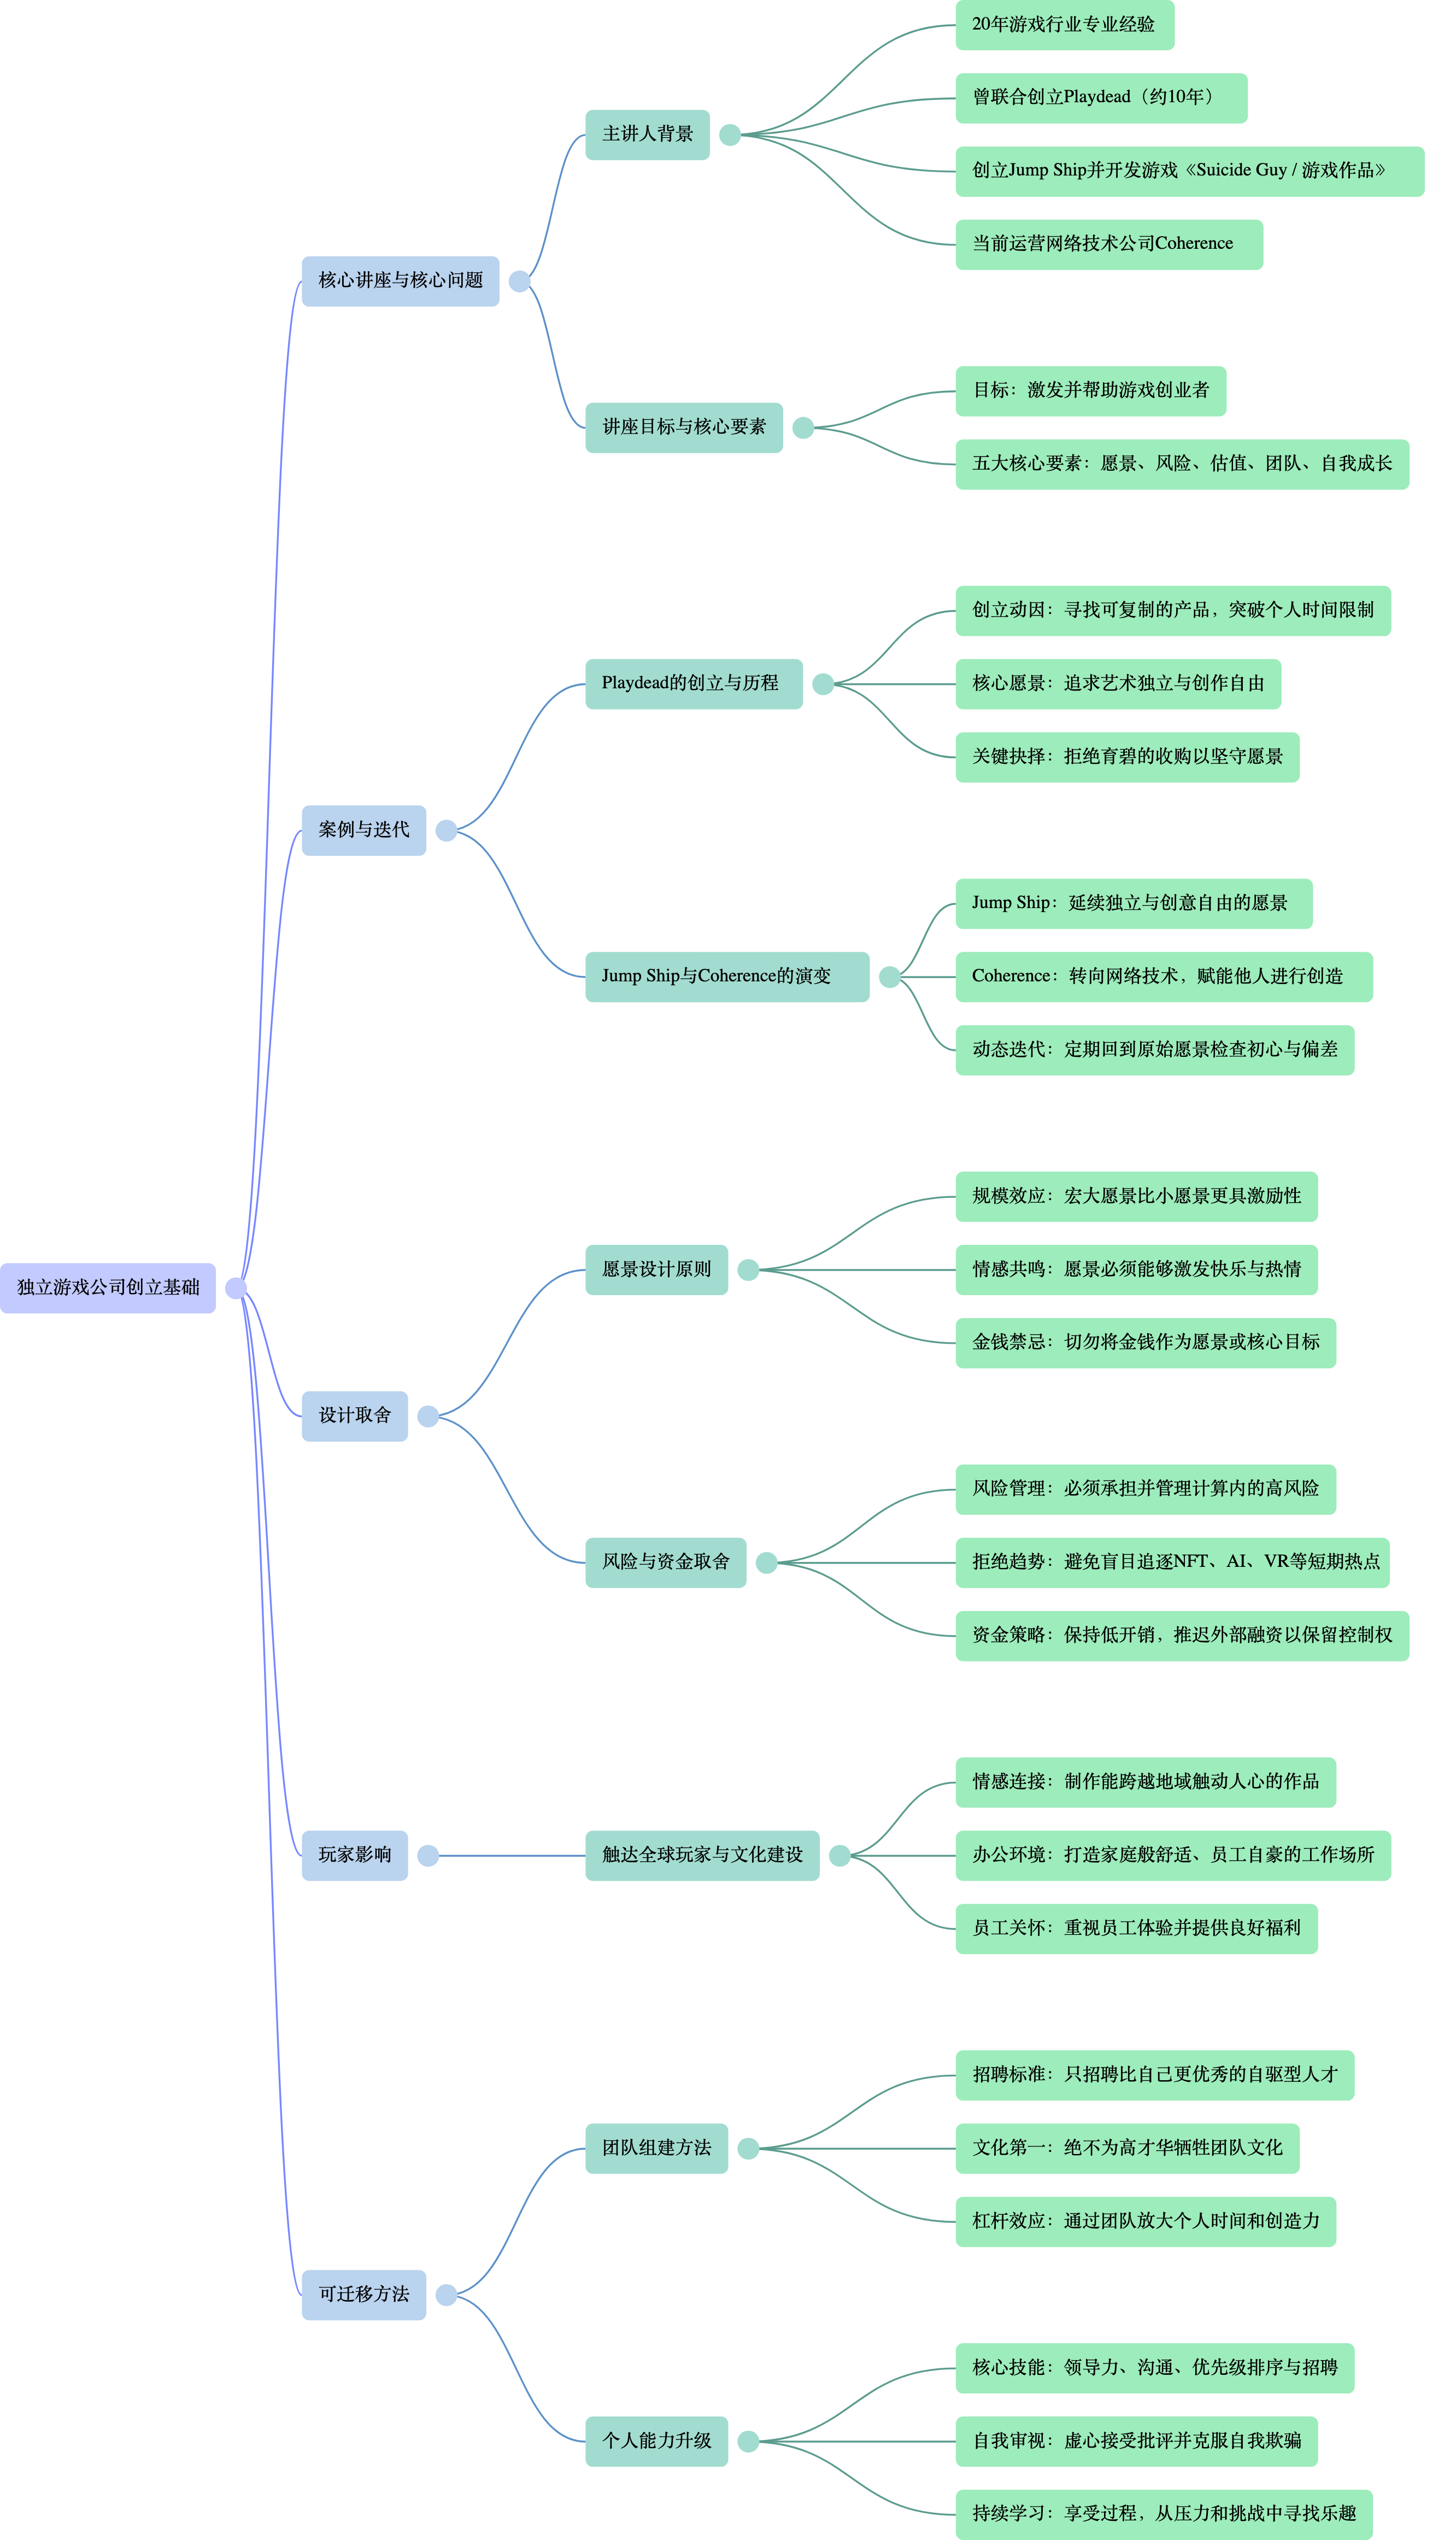 独立游戏公司创立基础
核心讲座与核心问题
主讲人背景
20年游戏行业专业经验
曾联合创立Playdead（约10年）
创立Jump Ship并开发游戏《Suicide Guy / 游戏作品》
当前运营网络技术公司Coherence
讲座目标与核心要素
目标：激发并帮助游戏创业者
五大核心要素：愿景、风险、估值、团队、自我成长
案例与迭代
Playdead的创立与历程
创立动因：寻找可复制的产品，突破个人时间限制
核心愿景：追求艺术独立与创作自由
关键抉择：拒绝育碧的收购以坚守愿景
Jump Ship与Coherence的演变
Jump Ship：延续独立与创意自由的愿景
Coherence：转向网络技术，赋能他人进行创造
动态迭代：定期回到原始愿景检查初心与偏差
设计取舍
愿景设计原则
规模效应：宏大愿景比小愿景更具激励性
情感共鸣：愿景必须能够激发快乐与热情
金钱禁忌：切勿将金钱作为愿景或核心目标
风险与资金取舍
风险管理：必须承担并管理计算内的高风险
拒绝趋势：避免盲目追逐NFT、AI、VR等短期热点
资金策略：保持低开销，推迟外部融资以保留控制权
玩家影响
触达全球玩家与文化建设
情感连接：制作能跨越地域触动人心的作品
办公环境：打造家庭般舒适、员工自豪的工作场所
员工关怀：重视员工体验并提供良好福利
可迁移方法
团队组建方法
招聘标准：只招聘比自己更优秀的自驱型人才
文化第一：绝不为高才华牺牲团队文化
杠杆效应：通过团队放大个人时间和创造力
个人能力升级
核心技能：领导力、沟通、优先级排序与招聘
自我审视：虚心接受批评并克服自我欺骗
持续学习：享受过程，从压力和挑战中寻找乐趣